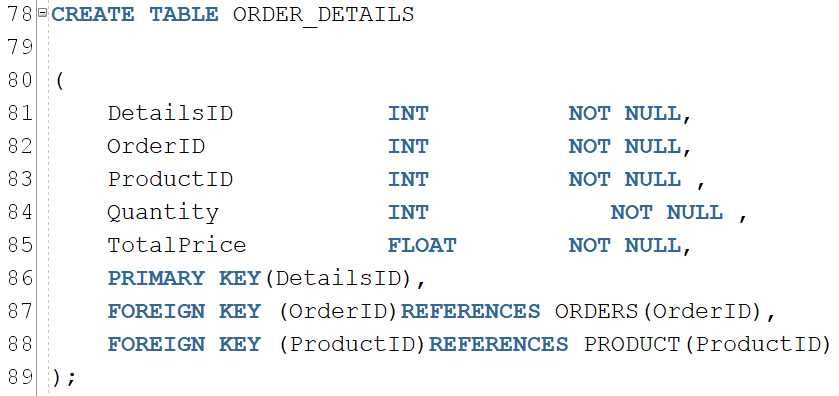 78 CREATE TABLE ORDER_DETAILS
79
80 (
81 DetailsID INT NOT NULL,
82 OrderID INT NOT NULL,
83 ProductID INT NOT NULL ,
84 Quantity INT NOT NULL ,
85 TotalPrice FLOAT NOT NULL,
86 PRIMARY KEY(DetailsID),
87 FOREIGN KEY (OrderID)REFERENCES ORDERS(OrderID),
88 FOREIGN KEY (ProductID)REFERENCES PRODUCT(ProductID)
89 );